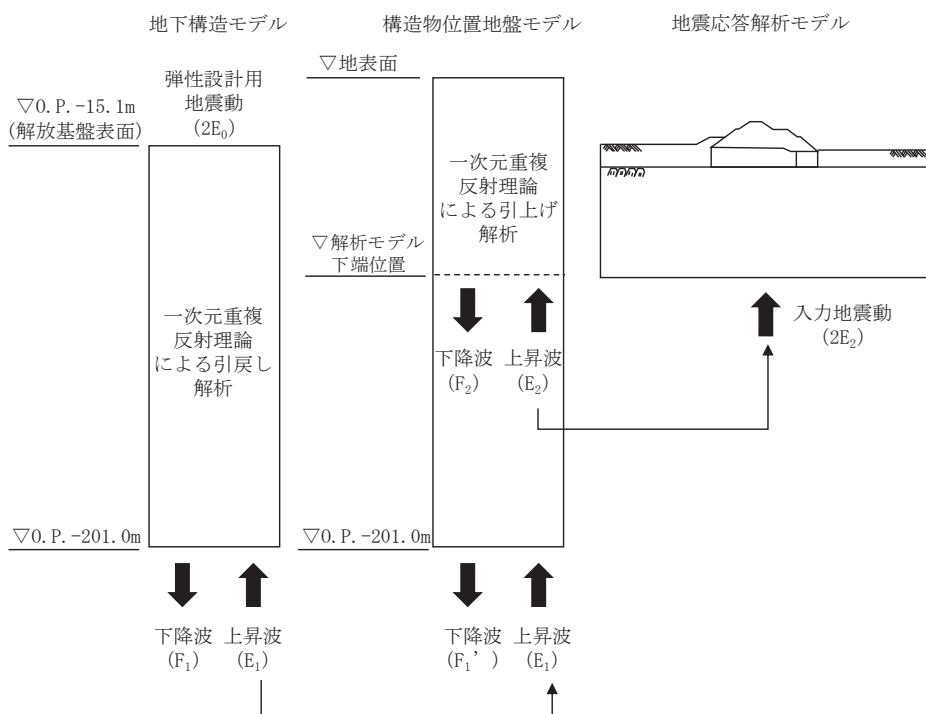 地下構造モデル
弾性設計用
地震動
(2E₀)
▽O.P.-15.1m
(解放基盤表面)
一次元重複
反射理論
による引戻し
解析
▽O.P.-201.0m
下降波
(F₁)
上昇波
(E₁)
構造物位置地盤モデル
▽地表面
一次元重複
反射理論
による引上げ
解析
▽解析モデル
下端位置
下降波
(F₂)
上昇波
(E₂)
▽O.P.-201.0m
下降波
(F₁’)
上昇波
(E₁)
地震応答解析モデル
入力地震動
(2E₂)